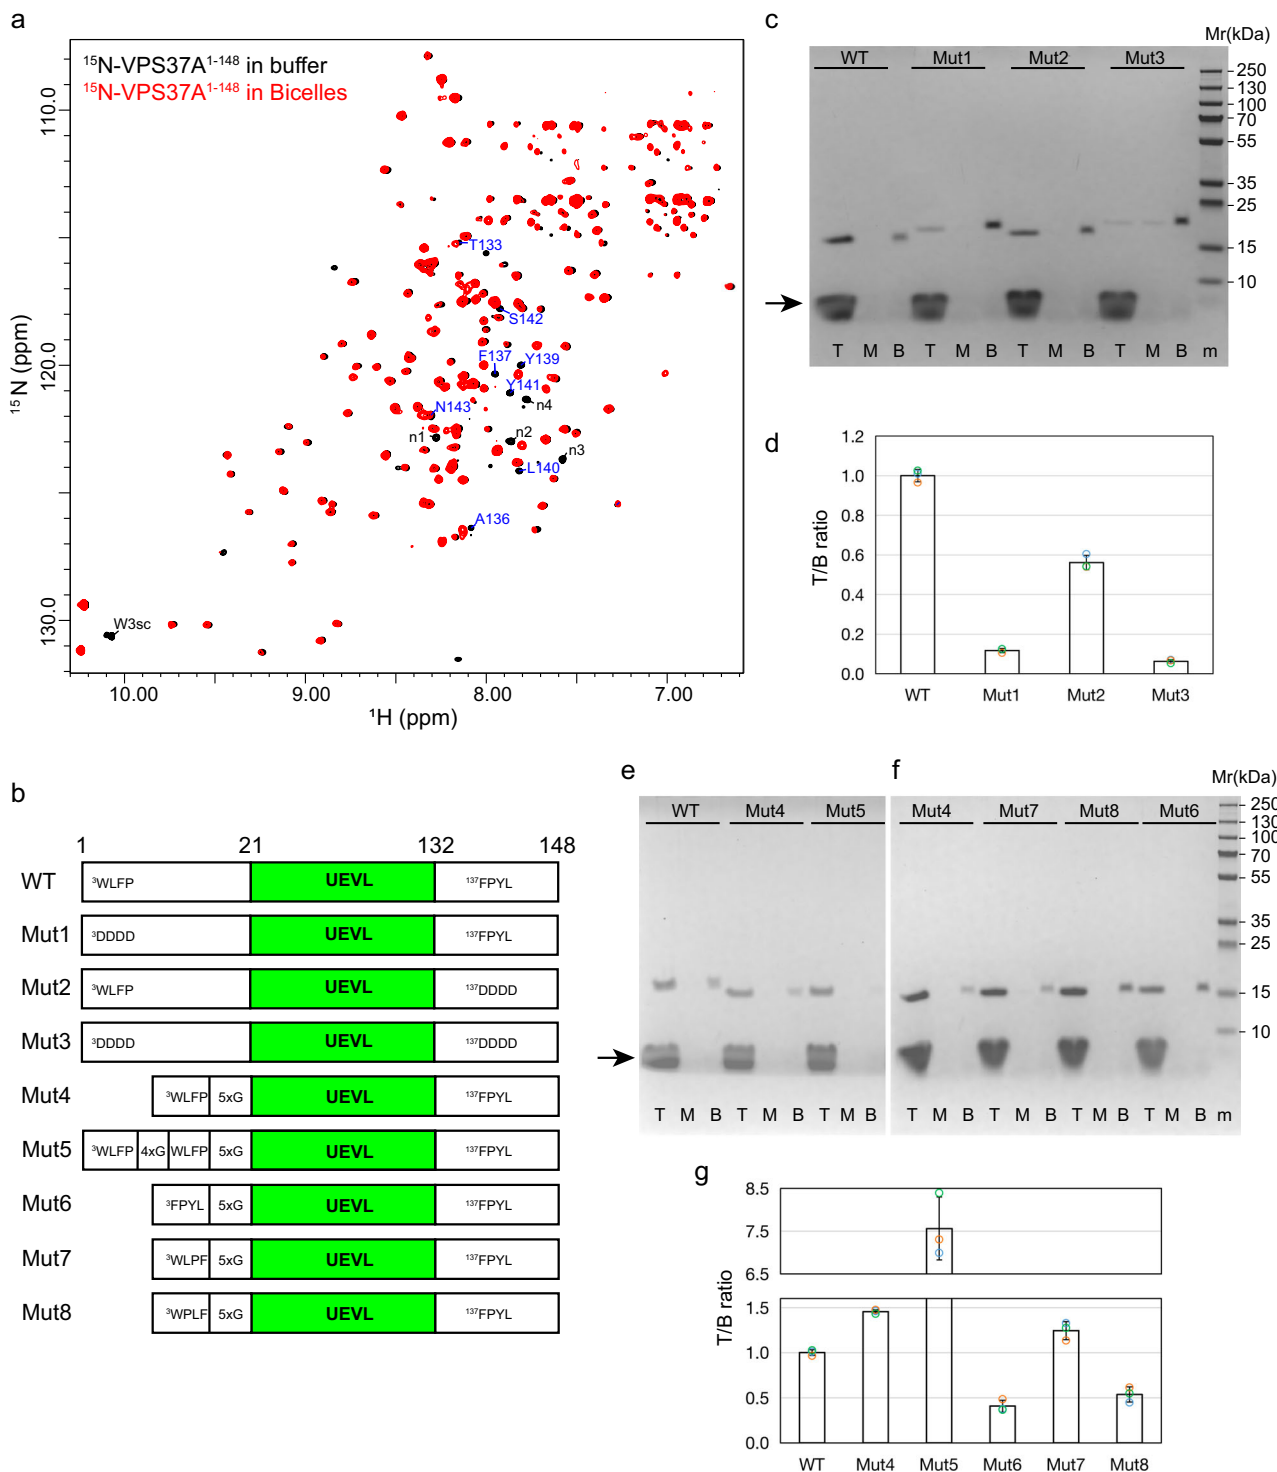 a
¹⁵N-VPS37A¹⁻¹⁴⁸ in buffer
¹⁵N-VPS37A¹⁻¹⁴⁸ in Bicelles
110.0
120.0
130.0
¹⁵N (ppm)
T133
S142
F137
Y139
Y141
n4
N143
n1
n2
n3
L140
A136
W3sc
10.00 9.00 8.00 7.00
¹H (ppm)
c
Mr(kDa)
WT Mut1 Mut2 Mut3
250
130
100
70
55
35
25
15
10
T M B T M B T M B T M B m
d
1.2
1.0
0.8
0.6
0.4
0.2
0.0
T/B ratio
WT Mut1 Mut2 Mut3
b
1 21 132 148
WT ³WLFP UEVL ¹³⁷FPYL
Mut1 ³DDDD UEVL ¹³⁷FPYL
Mut2 ³WLFP UEVL ¹³⁷DDDD
Mut3 ³DDDD UEVL ¹³⁷DDDD
Mut4 ³WLFP 5xG UEVL ¹³⁷FPYL
Mut5 ³WLFP 4xG WLFP 5xG UEVL ¹³⁷FPYL
Mut6 ³FPYL 5xG UEVL ¹³⁷FPYL
Mut7 ³WLPF 5xG UEVL ¹³⁷FPYL
Mut8 ³WPLF 5xG UEVL ¹³⁷FPYL
e
WT Mut4 Mut5
T M B T M B T M B
f
Mr(kDa)
Mut4 Mut7 Mut8 Mut6
250
130
100
70
55
35
25
15
10
T M B T M B T M B T M B m
g
8.5
7.5
6.5
1.5
1.0
0.5
0.0
T/B ratio
WT Mut4 Mut5 Mut6 Mut7 Mut8